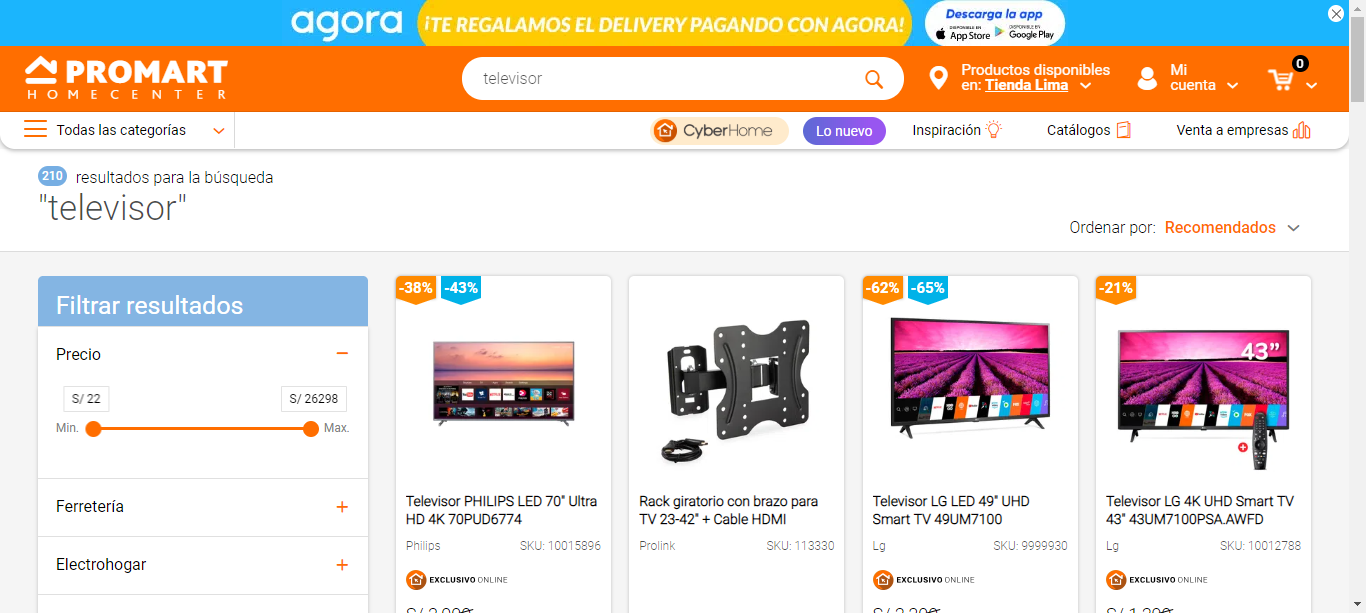 agora
¡TE REGALAMOS EL DELIVERY PAGANDO CON AGORA!
Descarga la app
DISPONIBLE EN App Store
DISPONIBLE EN Google Play
PROMART
HOMECENTER
televisor
Productos disponibles
en: Tienda Lima
Mi
cuenta
0
Todas las categorías
CyberHome
Lo nuevo
Inspiración
Catálogos
Venta a empresas
210 resultados para la búsqueda
"televisor"
Ordenar por: Recomendados
Filtrar resultados
Precio
S/ 22
S/ 26298
Min.
Max.
Ferretería
Electrohogar
-38% -43%
Televisor PHILIPS LED 70" Ultra
HD 4K 70PUD6774
Philips SKU: 10015896
EXCLUSIVO ONLINE
Rack giratorio con brazo para
TV 23-42" + Cable HDMI
Prolink SKU: 113330
-62% -65%
Televisor LG LED 49" UHD
Smart TV 49UM7100
Lg SKU: 9999930
EXCLUSIVO ONLINE
-21%
43”
Televisor LG 4K UHD Smart TV
43" 43UM7100PSA.AWFD
Lg SKU: 10012788
EXCLUSIVO ONLINE